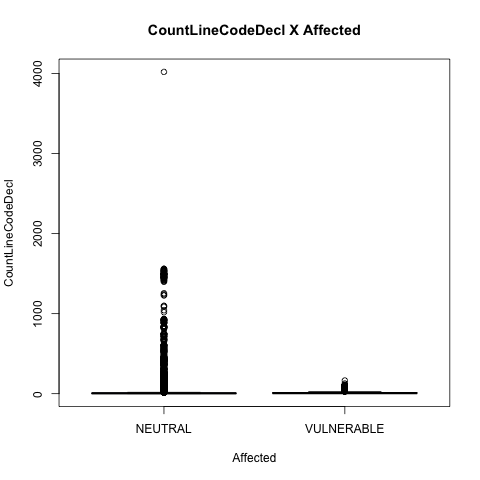 CountLineCodeDecl X Affected
CountLineCodeDecl
4000
3000
2000
1000
0
NEUTRAL
VULNERABLE
Affected